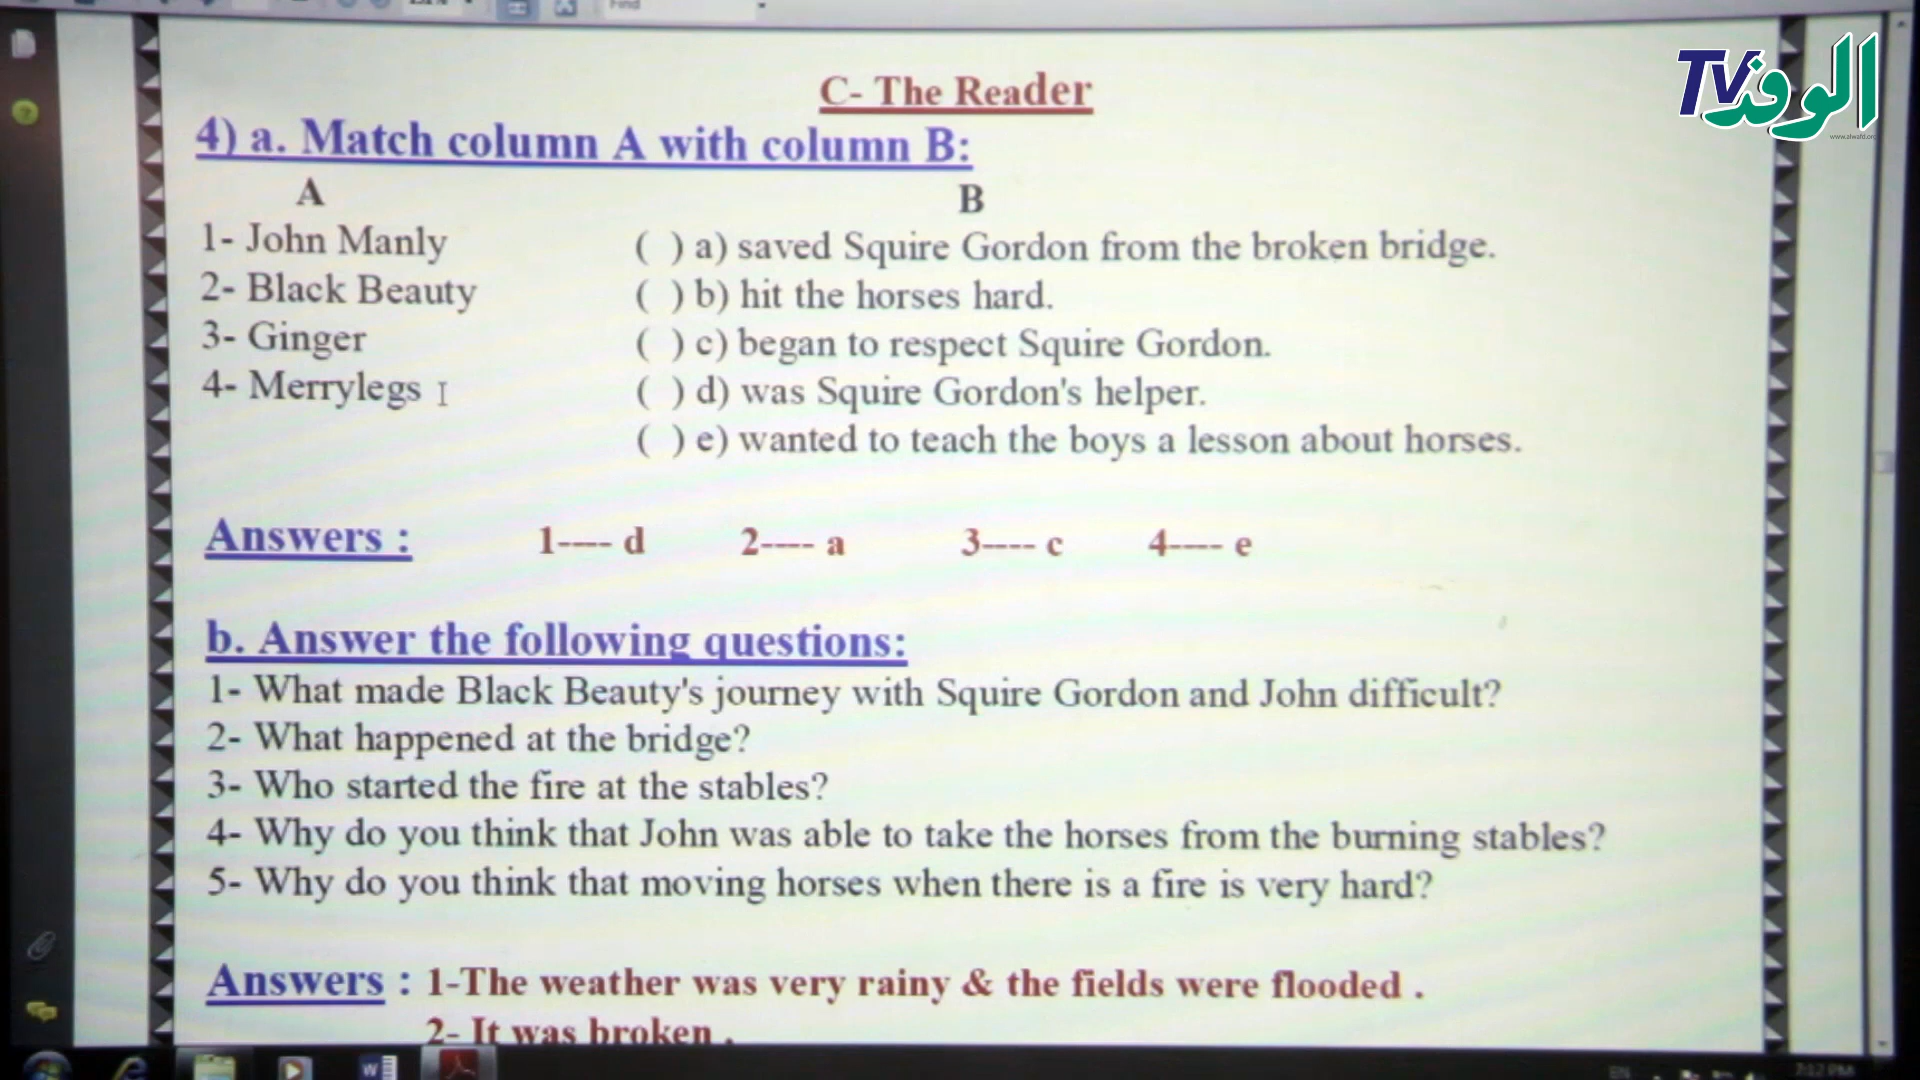 Find
TV الوفد
C- The Reader
4) a. Match column A with column B:
A B
1- John Manly ( ) a) saved Squire Gordon from the broken bridge.
2- Black Beauty ( ) b) hit the horses hard.
3- Ginger ( ) c) began to respect Squire Gordon.
4- Merrylegs ( ) d) was Squire Gordon's helper.
( ) e) wanted to teach the boys a lesson about horses.
Answers : 1---- d 2---- a 3---- c 4---- e
b. Answer the following questions:
1- What made Black Beauty's journey with Squire Gordon and John difficult?
2- What happened at the bridge?
3- Who started the fire at the stables?
4- Why do you think that John was able to take the horses from the burning stables?
5- Why do you think that moving horses when there is a fire is very hard?
Answers : 1-The weather was very rainy & the fields were flooded .
2- It was broken .
EN 7:12 PM